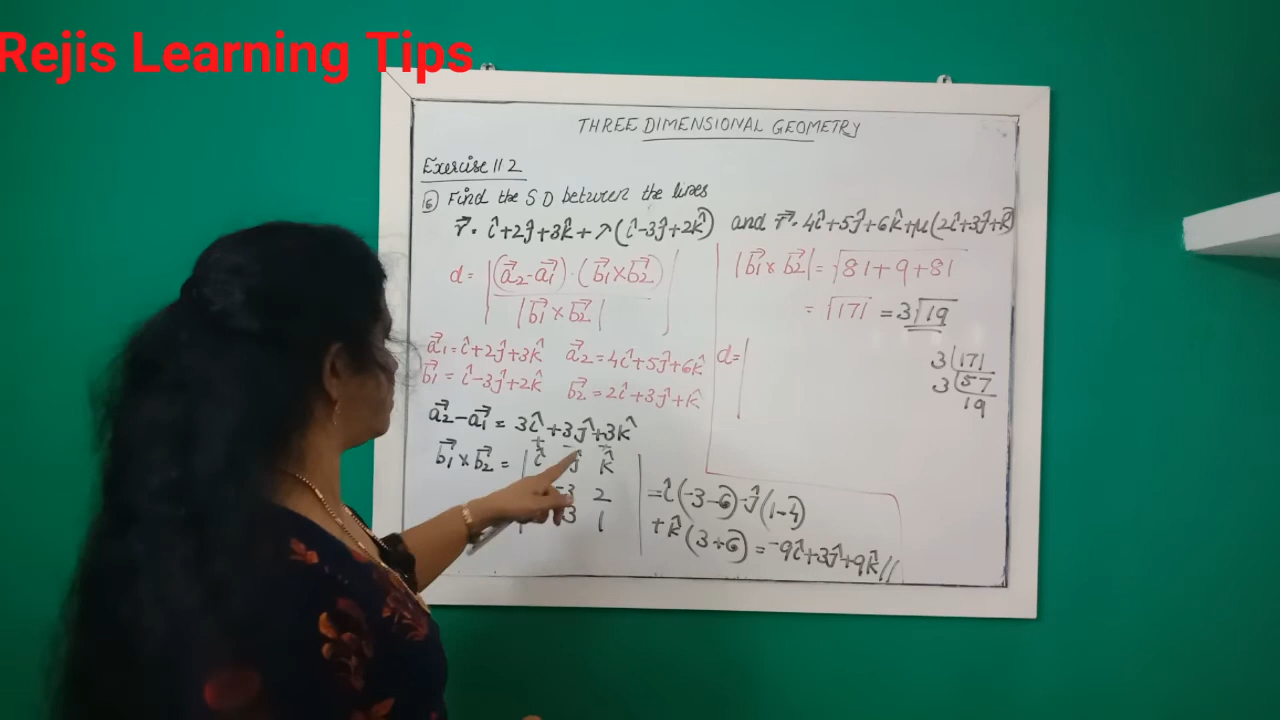 Rejis Learning Tips
THREE DIMENSIONAL GEOMETRY
Exercise 11 2
⑥ Find the S D between the lines
r⃗ = î+2ĵ+3k̂+λ(î-3ĵ+2k̂) and r⃗ = 4î+5ĵ+6k̂+μ(2î+3ĵ+k̂)
d = |(a⃗2-a⃗1)·(b⃗1×b⃗2) / |b⃗1×b⃗2||
a⃗1=î+2ĵ+3k̂ a⃗2=4î+5ĵ+6k̂
b⃗1=î-3ĵ+2k̂ b⃗2=2î+3ĵ+k̂
a⃗2-a⃗1= 3î+3ĵ+3k̂
+ - +
b⃗1×b⃗2 = | î ĵ k̂ |
-3 2
3 1
=î(-3-6)-ĵ(1-4)
+k̂(3+6)=-9î+3ĵ+9k̂//
|b⃗1×b⃗2|=√81+9+81
= √171 = 3√19
d=|
3 171
3 57
19